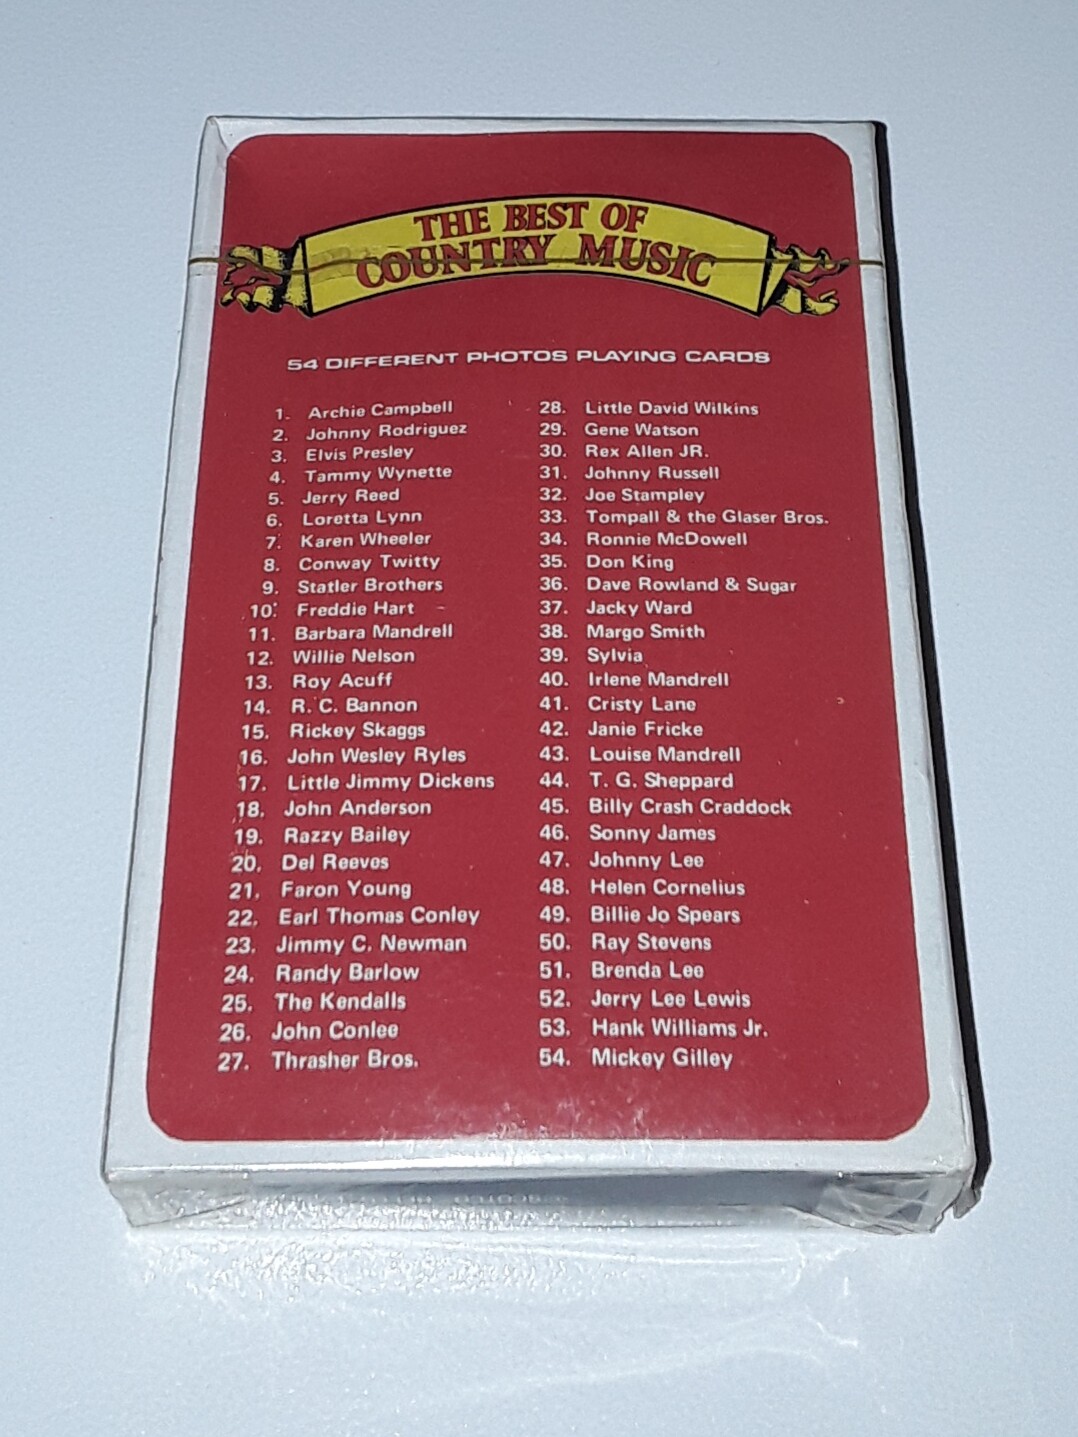 THE BEST OF
COUNTRY MUSIC
54 DIFFERENT PHOTOS PLAYING CARDS
1. Archie Campbell
2. Johnny Rodriguez
3. Elvis Presley
4. Tammy Wynette
5. Jerry Reed
6. Loretta Lynn
7. Karen Wheeler
8. Conway Twitty
9. Statler Brothers
10. Freddie Hart
11. Barbara Mandrell
12. Willie Nelson
13. Roy Acuff
14. R. C. Bannon
15. Rickey Skaggs
16. John Wesley Ryles
17. Little Jimmy Dickens
18. John Anderson
19. Razzy Bailey
20. Del Reeves
21. Faron Young
22. Earl Thomas Conley
23. Jimmy C. Newman
24. Randy Barlow
25. The Kendalls
26. John Conlee
27. Thrasher Bros.
28. Little David Wilkins
29. Gene Watson
30. Rex Allen JR.
31. Johnny Russell
32. Joe Stampley
33. Tompall & the Glaser Bros.
34. Ronnie McDowell
35. Don King
36. Dave Rowland & Sugar
37. Jacky Ward
38. Margo Smith
39. Sylvia
40. Irlene Mandrell
41. Cristy Lane
42. Janie Fricke
43. Louise Mandrell
44. T. G. Sheppard
45. Billy Crash Craddock
46. Sonny James
47. Johnny Lee
48. Helen Cornelius
49. Billie Jo Spears
50. Ray Stevens
51. Brenda Lee
52. Jerry Lee Lewis
53. Hank Williams Jr.
54. Mickey Gilley